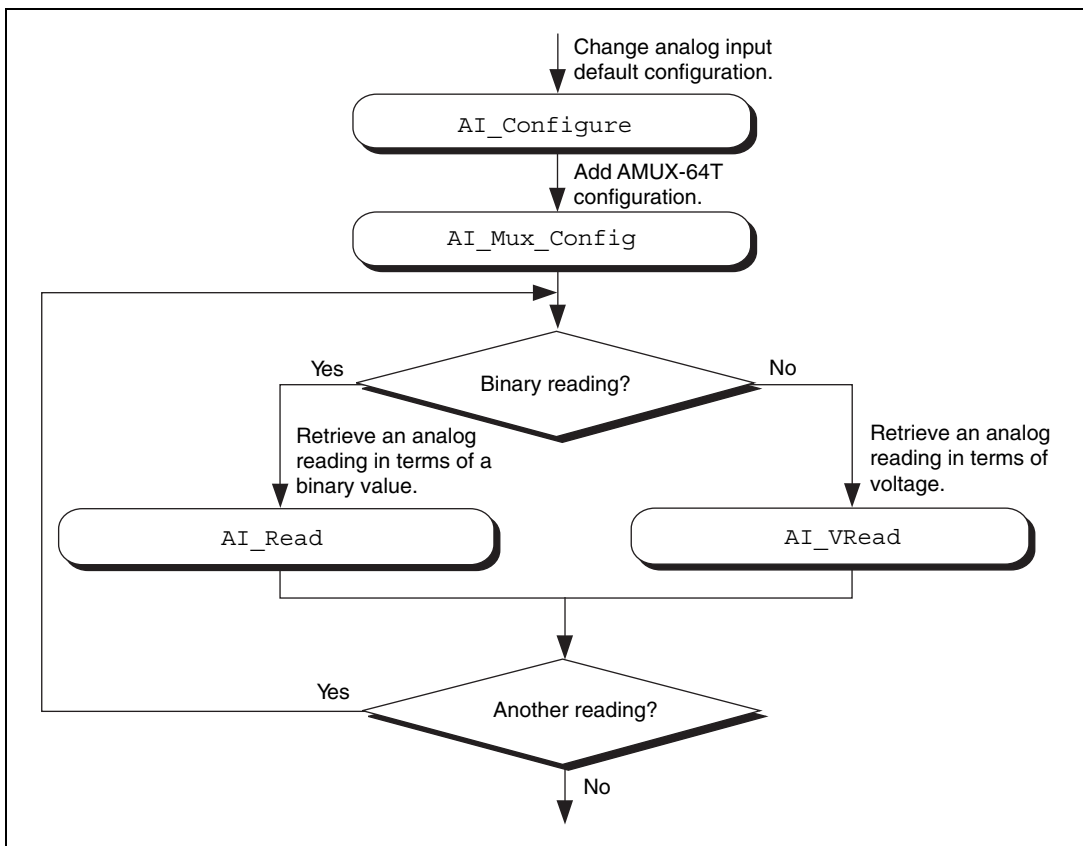 Change analog input
default configuration.
AI_Configure
Add AMUX-64T
configuration.
AI_Mux_Config
Yes
No
Binary reading?
Retrieve an analog
reading in terms of a
binary value.
Retrieve an analog
reading in terms of
voltage.
AI_Read
AI_VRead
Yes
Another reading?
No